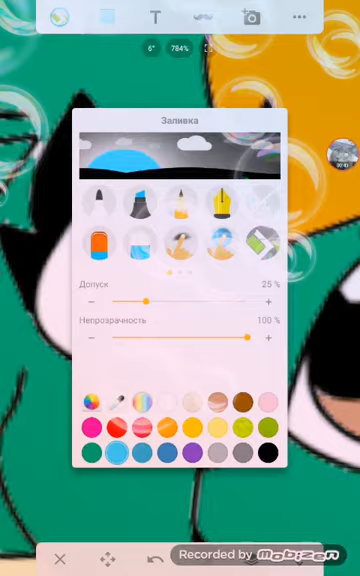 T
6°
784%
Заливка
Допуск
25 %
Непрозрачность
100 %
Recorded by Mobizen